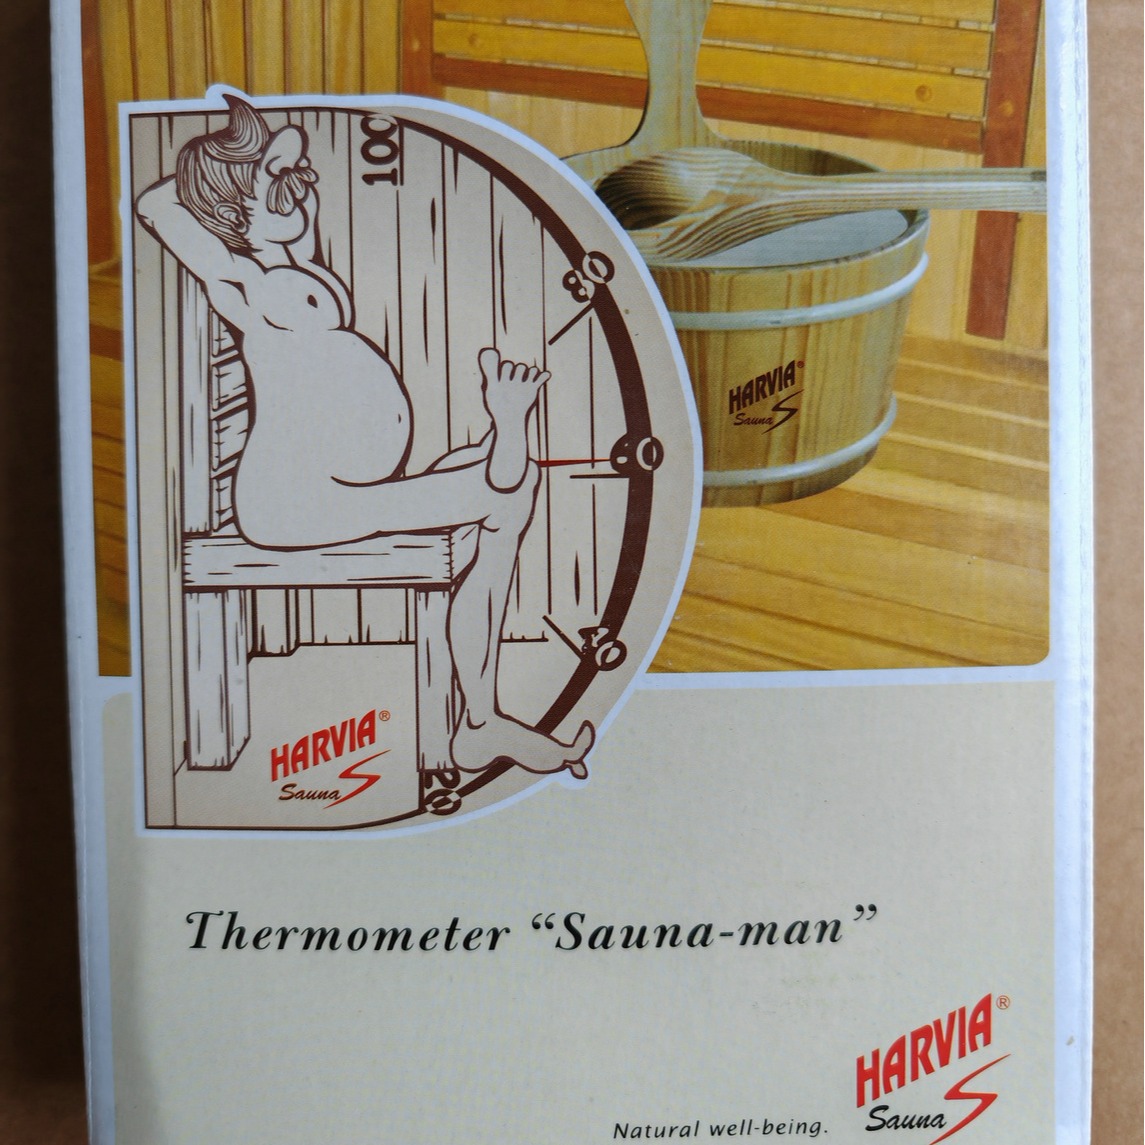 100
80
60
40
20
HARVIA®
Sauna
HARVIA®
Sauna
Thermometer “Sauna-man”
HARVIA®
Sauna
Natural well-being.